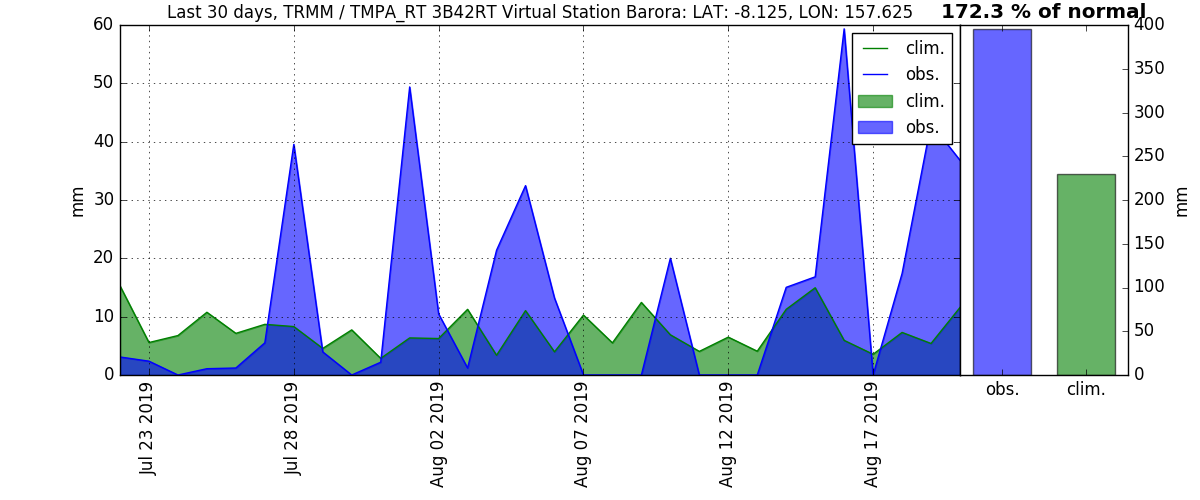 Last 30 days, TRMM / TMPA_RT 3B42RT Virtual Station Barora: LAT: -8.125, LON: 157.625
172.3 % of normal
60
50
40
30
20
10
0
mm
clim.
obs.
clim.
obs.
400
350
300
250
200
150
100
50
0
mm
Jul 23 2019
Jul 28 2019
Aug 02 2019
Aug 07 2019
Aug 12 2019
Aug 17 2019
obs.
clim.